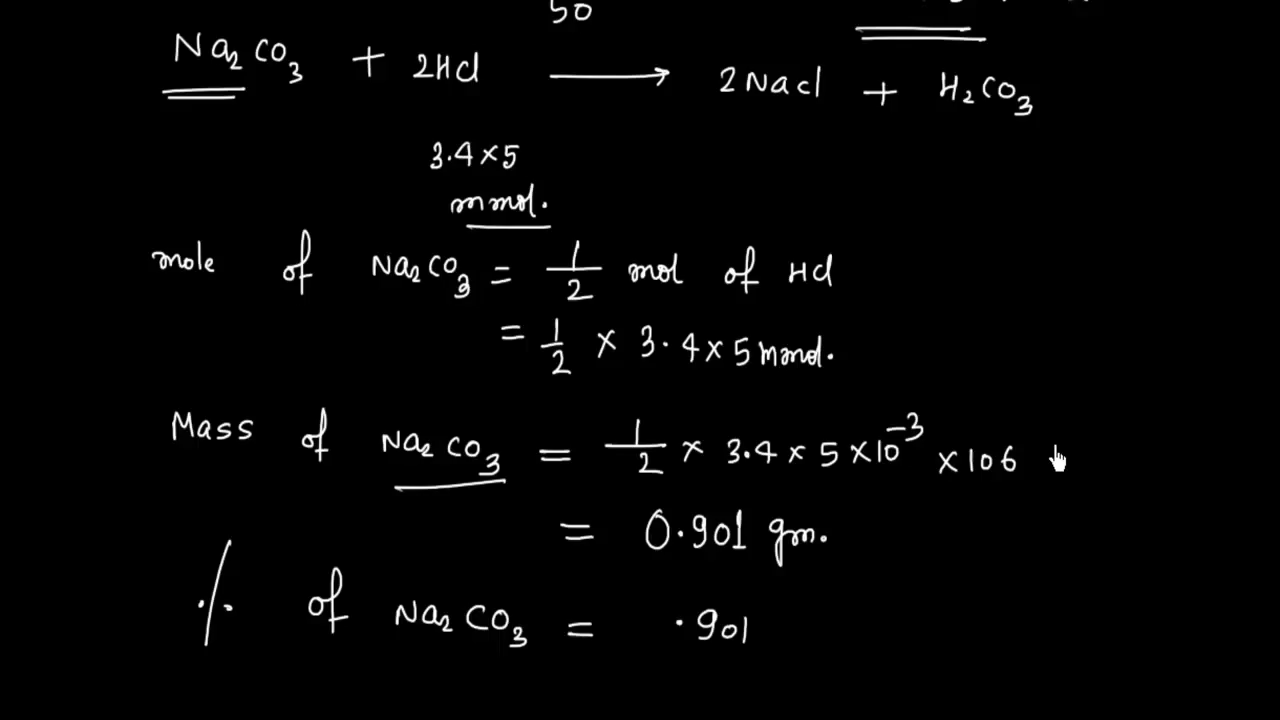 50
Na₂CO₃ + 2HCl ⟶ 2NaCl + H₂CO₃
3.4×5
mmol.
mole of Na₂CO₃ = 1/2 mol of HCl
= 1/2 × 3.4×5 mmol.
Mass of Na₂CO₃ = 1/2 × 3.4 × 5 ×10⁻³ ×106
= 0.901 gm.
% of Na₂CO₃ = .901